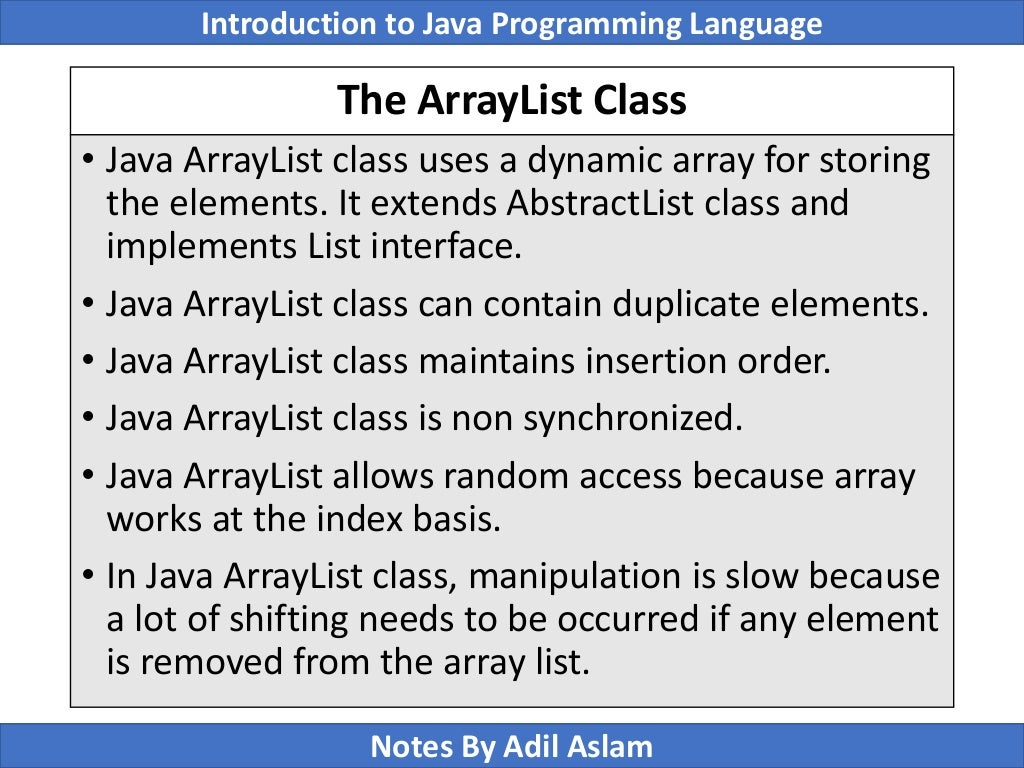 Introduction to Java Programming Language
The ArrayList Class
• Java ArrayList class uses a dynamic array for storing
the elements. It extends AbstractList class and
implements List interface.
• Java ArrayList class can contain duplicate elements.
• Java ArrayList class maintains insertion order.
• Java ArrayList class is non synchronized.
• Java ArrayList allows random access because array
works at the index basis.
• In Java ArrayList class, manipulation is slow because
a lot of shifting needs to be occurred if any element
is removed from the array list.
Notes By Adil Aslam